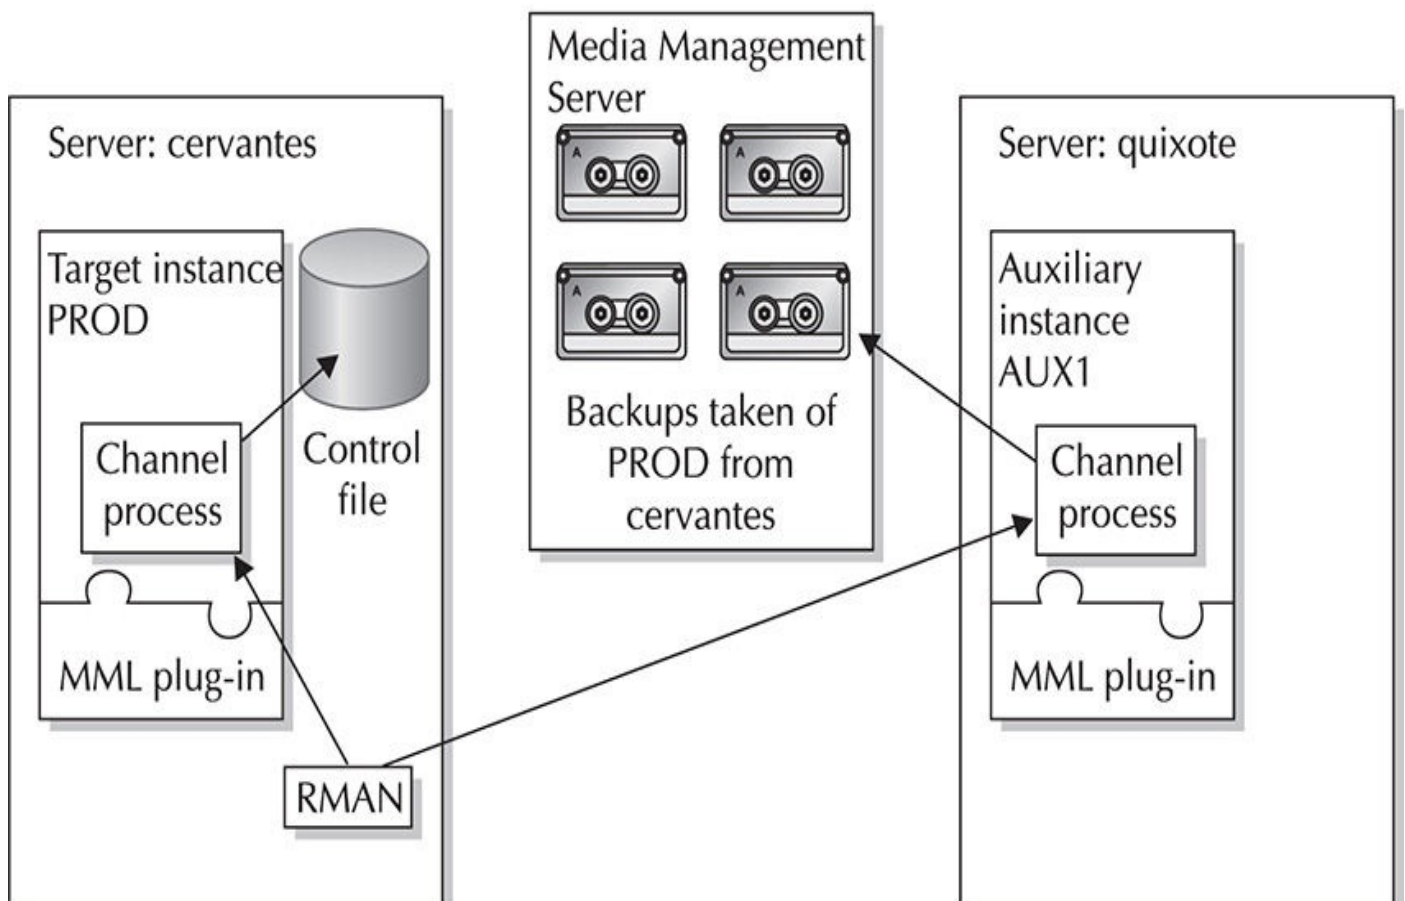 Media Management
Server
Backups taken of
PROD from
cervantes
Server: cervantes
Target instance
PROD
Control
file
Channel
process
MML plug-in
RMAN
Server: quixote
Auxiliary
instance
AUX1
Channel
process
MML plug-in
A
A
A
A